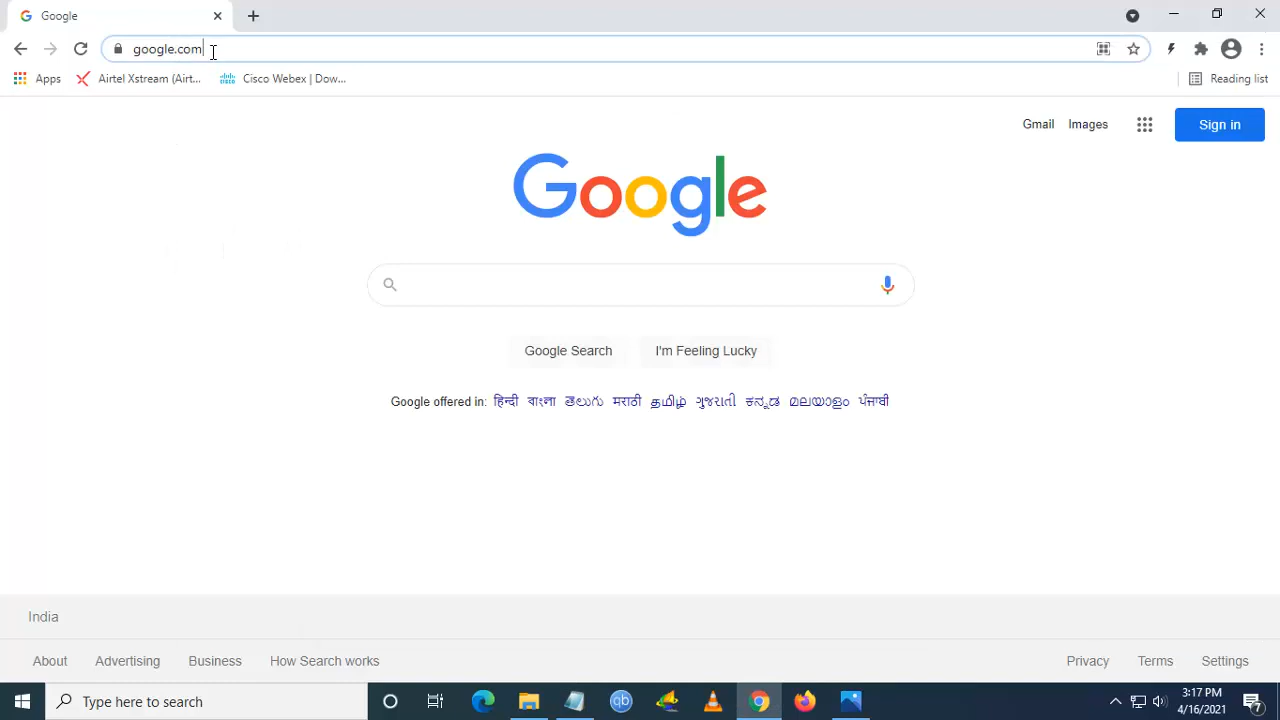 Google
google.com
Apps Airtel Xstream (Airt... Cisco Webex | Dow... Reading list
Gmail Images Sign in
Google
Google Search I'm Feeling Lucky
Google offered in: हिन्दी বাংলা తెలుగు मराठी தமிழ் ગુજરાતી ಕನ್ನಡ മലയാളം ਪੰਜਾਬੀ
India
About Advertising Business How Search works Privacy Terms Settings
Type here to search qb 3:17 PM
4/16/2021 7